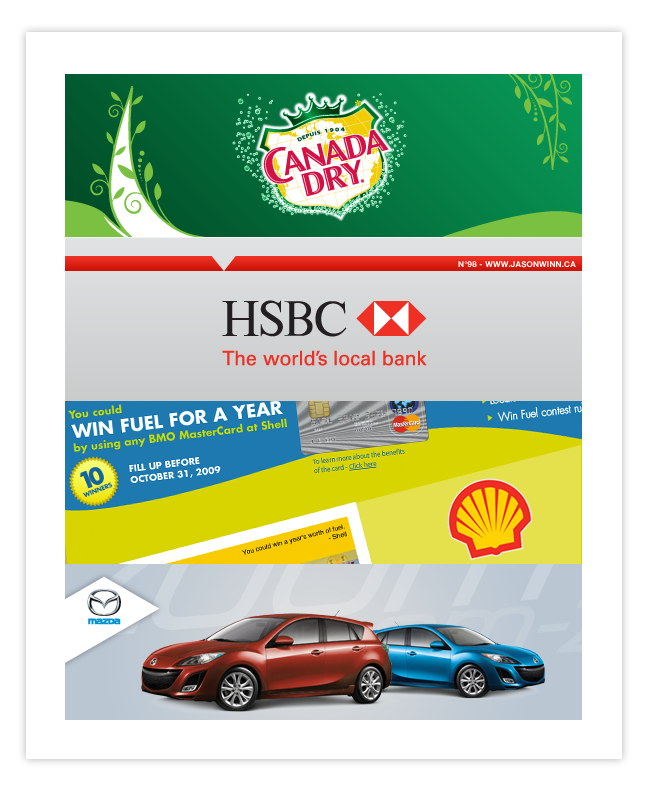 DEPUIS 1904
CANADA
DRY
N°98 - WWW.JASONWINN.CA
HSBC
The world's local bank
You could
WIN FUEL FOR A YEAR
by using any BMO MasterCard at Shell
10
WINNERS
FILL UP BEFORE
OCTOBER 31, 2009
MasterCard
To learn more about the benefits
of the card - Click here
Win Fuel contest ru
You could win a year's worth of fuel.
- Shell
zoom
mazda